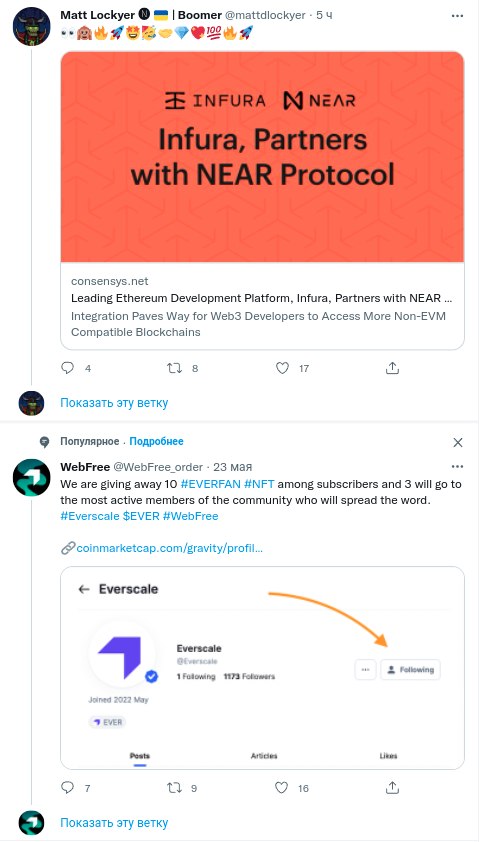 Matt Lockyer 🅝 🇺🇦 | Boomer @mattdlockyer · 5 ч
👀🙉🔥🚀🤩🥳🤝💎❤️💯🔥🚀
INFURA NEAR
Infura, Partners
with NEAR Protocol
consensys.net
Leading Ethereum Development Platform, Infura, Partners with NEAR ...
Integration Paves Way for Web3 Developers to Access More Non-EVM
Compatible Blockchains
4 8 17
Показать эту ветку
Популярное · Подробнее
WebFree @WebFree_order · 23 мая
We are giving away 10 #EVERFAN #NFT among subscribers and 3 will go to
the most active members of the community who will spread the word.
#Everscale $EVER #WebFree
🔗coinmarketcap.com/gravity/profil...
← Everscale
Everscale
@Everscale
1 Following 1173 Followers
Following
Joined 2022 May
EVER
Posts Articles Likes
7 9 16
Показать эту ветку